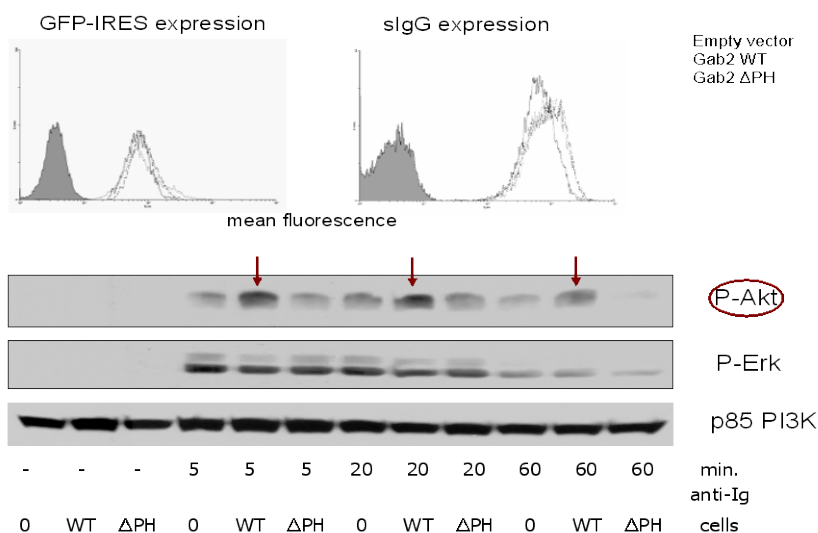 GFP-IRES expression
sIgG expression
Empty vector
Gab2 WT
Gab2 ΔPH
mean fluorescence
P-Akt
P-Erk
p85 PI3K
- - - 5 5 5 20 20 20 60 60 60 min.
anti-Ig
0 WT ΔPH 0 WT ΔPH 0 WT ΔPH 0 WT ΔPH cells